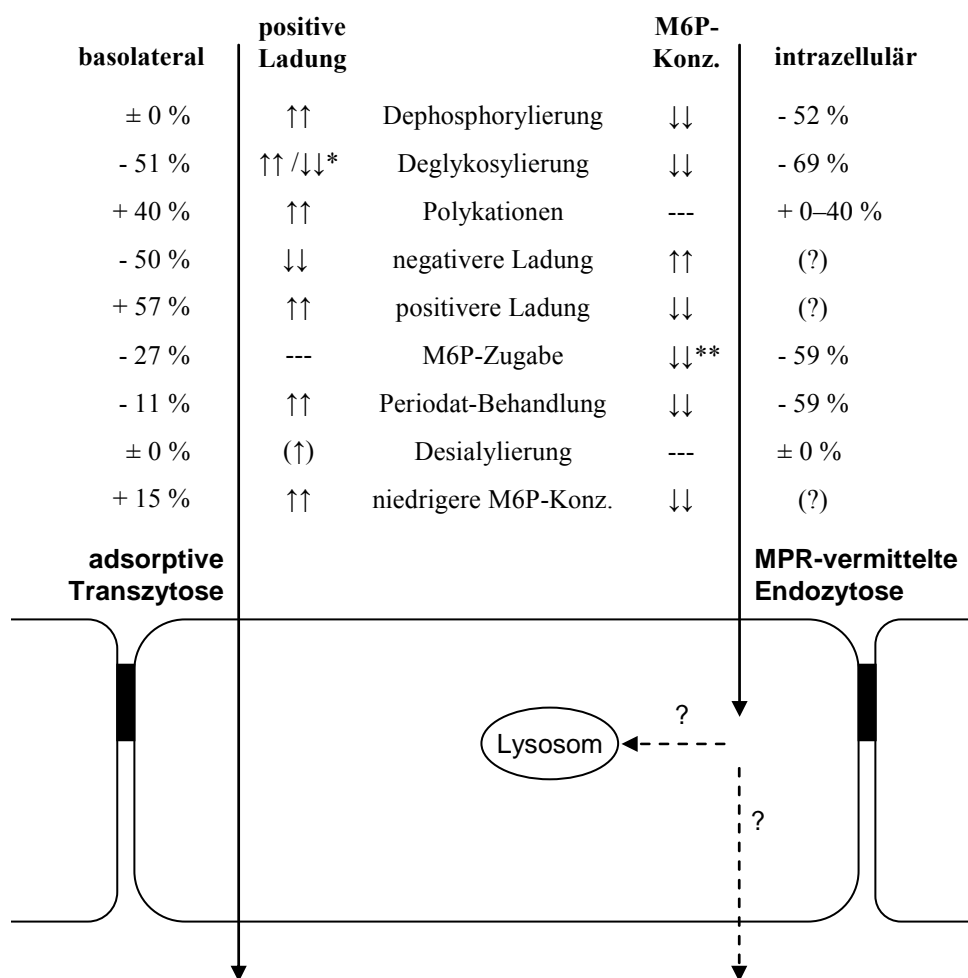 positive M6P-
basolateral Ladung Konz. intrazellulär
± 0 % ↑↑ Dephosphorylierung ↓↓ - 52 %
- 51 % ↑↑ /↓↓* Deglykosylierung ↓↓ - 69 %
+ 40 % ↑↑ Polykationen --- + 0–40 %
- 50 % ↓↓ negativere Ladung ↑↑ (?)
+ 57 % ↑↑ positivere Ladung ↓↓ (?)
- 27 % --- M6P-Zugabe ↓↓** - 59 %
- 11 % ↑↑ Periodat-Behandlung ↓↓ - 59 %
± 0 % (↑) Desialylierung --- ± 0 %
+ 15 % ↑↑ niedrigere M6P-Konz. ↓↓ (?)
adsorptive MPR-vermittelte
Transzytose Endozytose
?
Lysosom
?